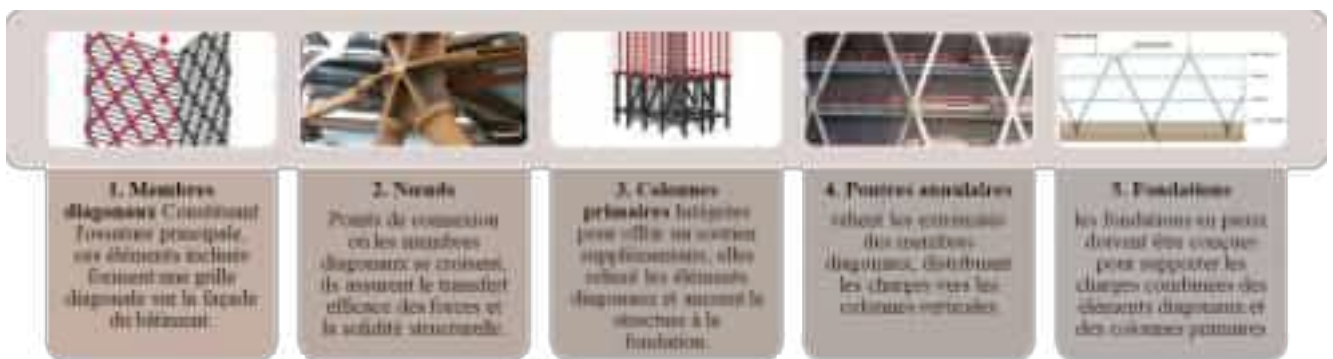 1. Membres
diagonaux Constituant
l'ossature principale,
ces éléments inclinés
forment une grille
diagonale sur la façade
du bâtiment.
2. Nœuds
Points de connexion
où les membres
diagonaux se croisent,
ils assurent le transfert
efficace des forces et
la solidité structurelle.
3. Colonnes
primaires Intégrées
pour offrir un soutien
supplémentaire, elles
relient les éléments
diagonaux et ancrent la
structure à la
fondation.
4. Poutres annulaires
relient les extrémités
des membres
diagonaux, distribuant
les charges vers les
colonnes verticales.
5. Fondations
les fondations en pieux
doivent être conçues
pour supporter les
charges combinées des
éléments diagonaux et
des colonnes primaires